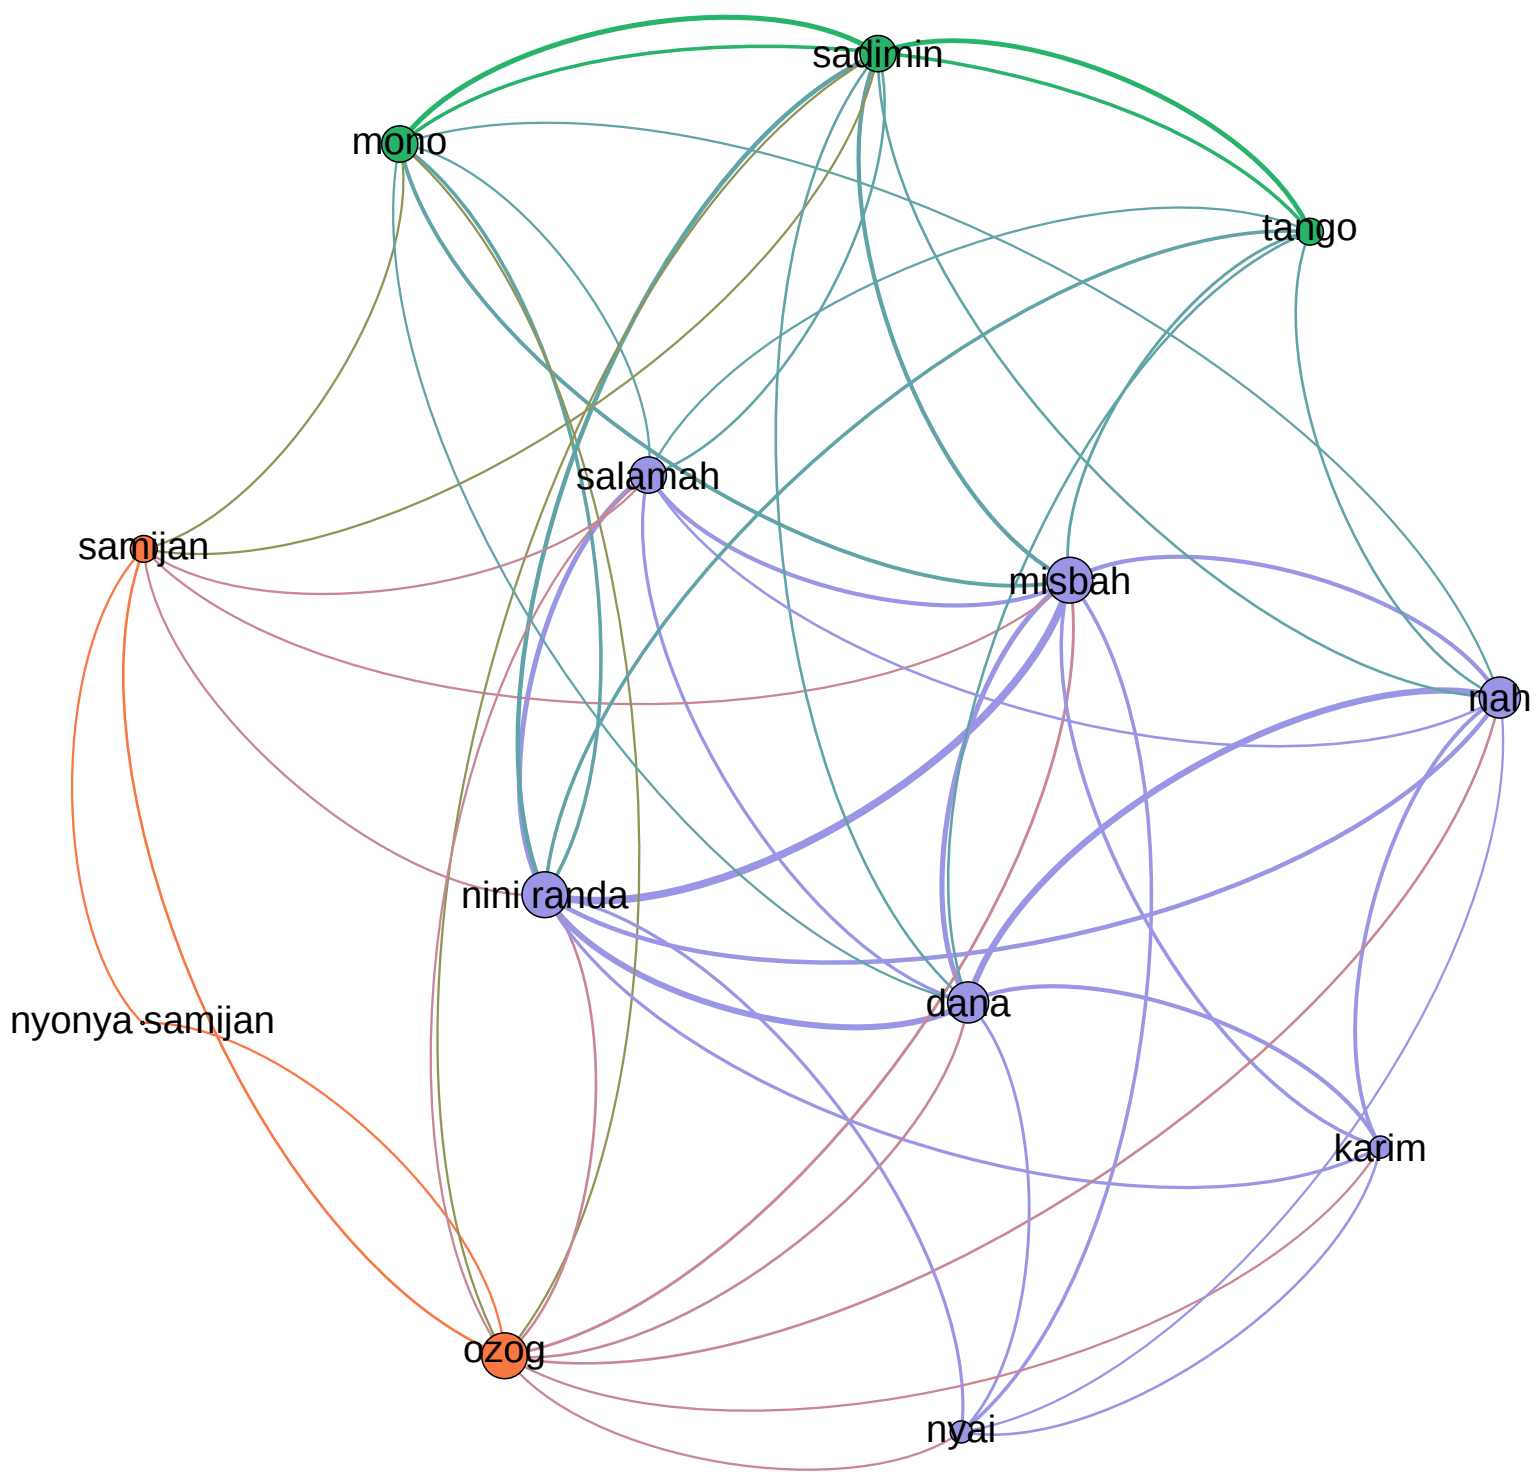 sadimin
mono
tango
salamah
samijan
misbah
nah
nini randa
dana
nyonya samijan
karim
ozog
nyai